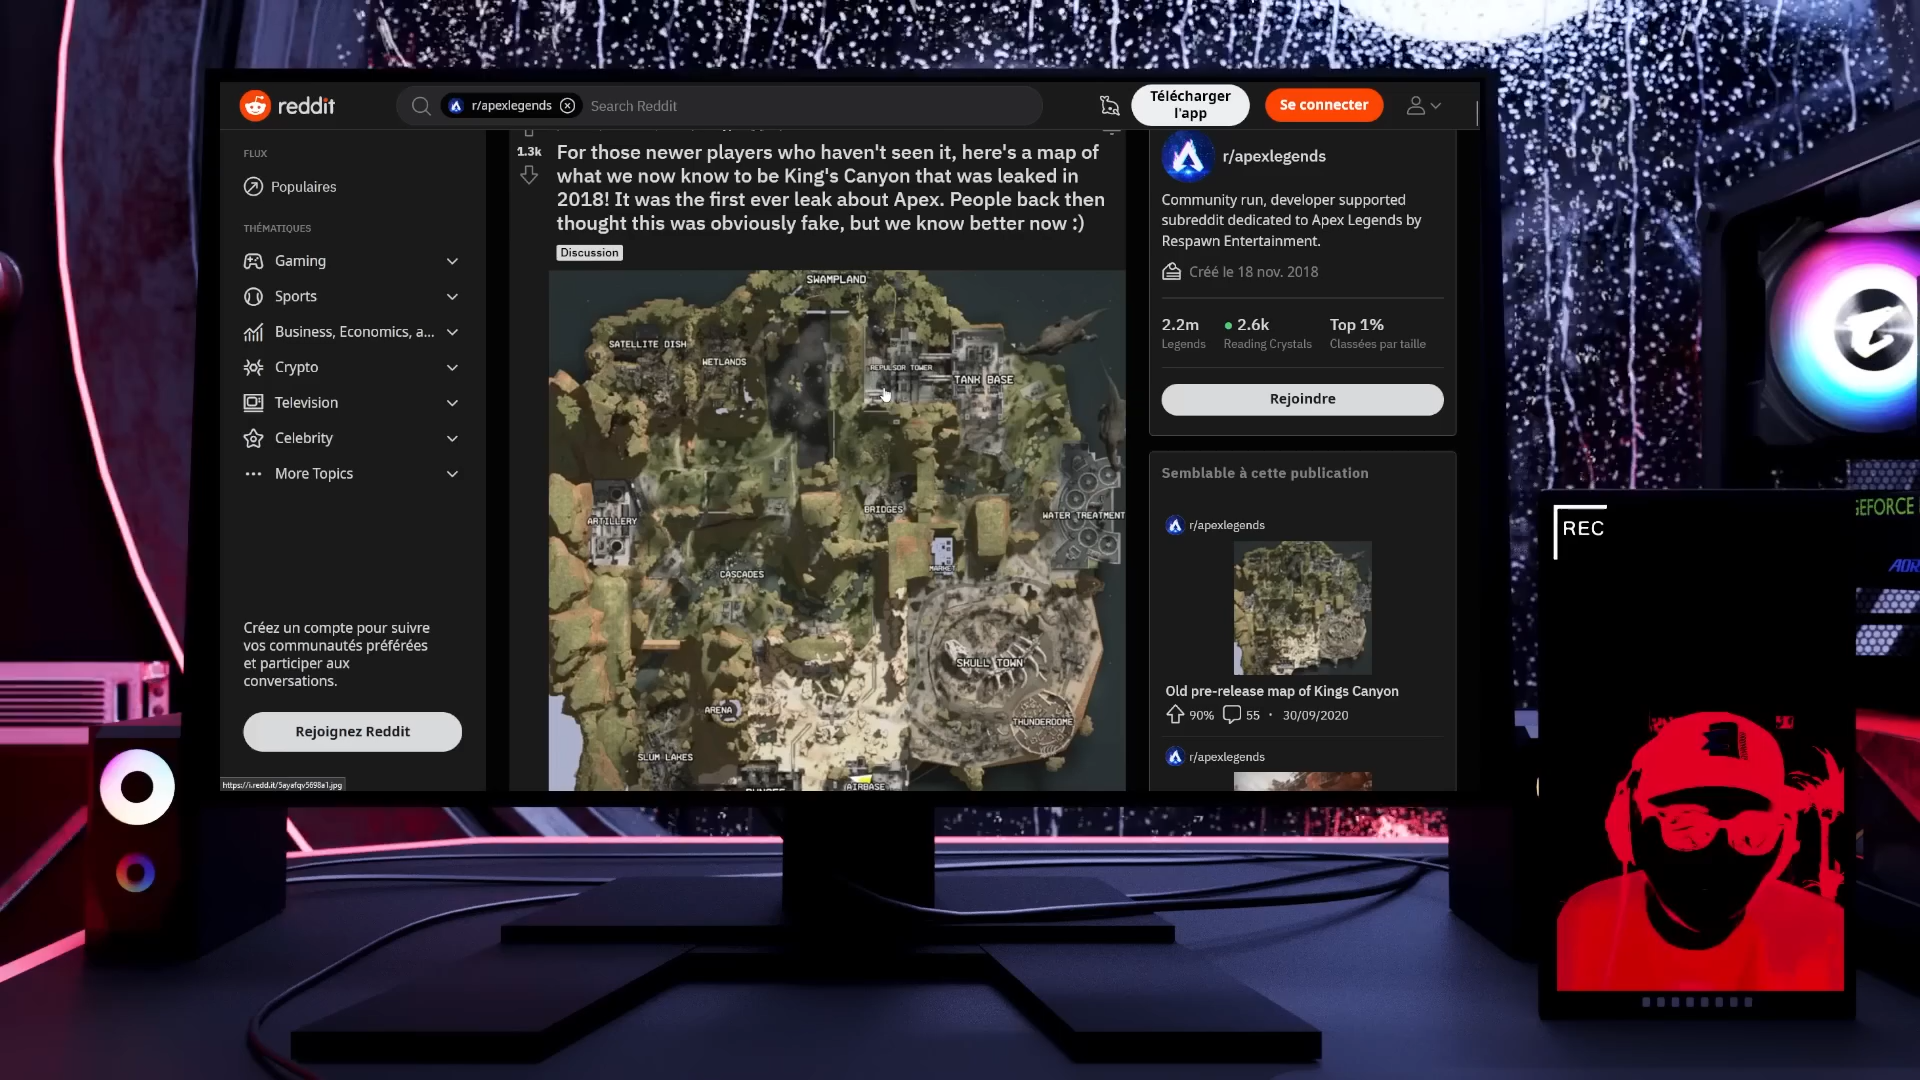 reddit
r/apexlegends
Search Reddit
Télécharger
l'app
Se connecter
FLUX
Populaires
THÉMATIQUES
Gaming
Sports
Business, Economics, a...
Crypto
Television
Celebrity
More Topics
Créez un compte pour suivre
vos communautés préférées
et participer aux
conversations.
Rejoignez Reddit
https://i.redd.it/5ayafqv5698a1.jpg
1.3k
For those newer players who haven't seen it, here's a map of
what we now know to be King's Canyon that was leaked in
2018! It was the first ever leak about Apex. People back then
thought this was obviously fake, but we know better now :)
Discussion
SWAMPLAND
SATELLITE DISH
WETLANDS
REPULSOR TOWER
TANK BASE
ARTILLERY
BRIDGES
WATER TREATMENT
MARKET
CASCADES
SKULL TOWN
ARENA
THUNDERDOME
SLUM LAKES
AIRBASE
r/apexlegends
Community run, developer supported
subreddit dedicated to Apex Legends by
Respawn Entertainment.
Créé le 18 nov. 2018
2.2m
Legends
2.6k
Reading Crystals
Top 1%
Classées par taille
Rejoindre
Semblable à cette publication
r/apexlegends
Old pre-release map of Kings Canyon
90% 55 · 30/09/2020
r/apexlegends
REC
GEFORCE